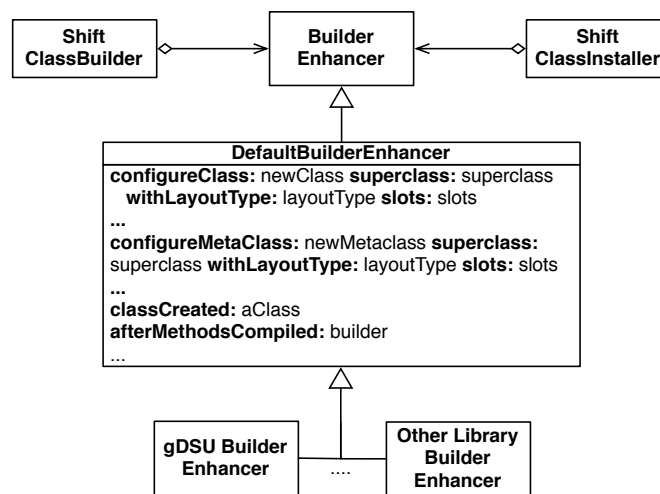 Shift
ClassBuilder
Builder
Enhancer
Shift
ClassInstaller
DefaultBuilderEnhancer
configureClass: newClass superclass: superclass
withLayoutType: layoutType slots: slots
...
configureMetaClass: newMetaclass superclass:
superclass withLayoutType: layoutType slots: slots
...
classCreated: aClass
afterMethodsCompiled: builder
...
gDSU Builder
Enhancer
....
Other Library
Builder
Enhancer